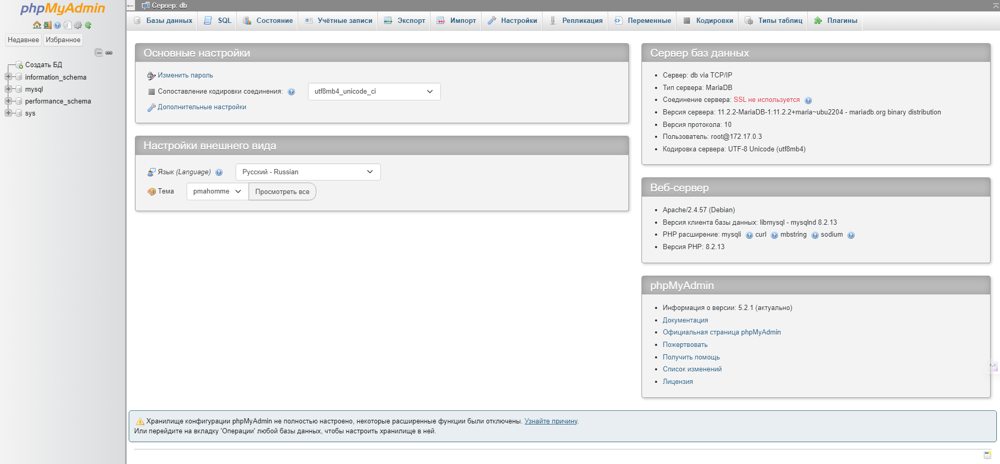 phpMyAdmin
Недавнее Избранное
Создать БД
information_schema
mysql
performance_schema
sys
Сервер: db
Базы данных SQL Состояние Учётные записи Экспорт Импорт Настройки Репликация Переменные Кодировки Типы таблиц Плагины
Основные настройки
Изменить пароль
Сопоставление кодировки соединения: utf8mb4_unicode_ci
Дополнительные настройки
Настройки внешнего вида
Язык (Language) Русский - Russian
Тема pmahomme Просмотреть все
Сервер баз данных
Сервер: db via TCP/IP
Тип сервера: MariaDB
Соединение сервера: SSL не используется
Версия сервера: 11.2.2-MariaDB-1:11.2.2+maria~ubu2204 - mariadb.org binary distribution
Версия протокола: 10
Пользователь: root@172.17.0.3
Кодировка сервера: UTF-8 Unicode (utf8mb4)
Веб-сервер
Apache/2.4.57 (Debian)
Версия клиента базы данных: libmysql - mysqlnd 8.2.13
PHP расширение: mysqli curl mbstring sodium
Версия PHP: 8.2.13
phpMyAdmin
Информация о версии: 5.2.1 (актуально)
Документация
Официальная страница phpMyAdmin
Пожертвовать
Получить помощь
Список изменений
Лицензия
Хранилище конфигурации phpMyAdmin не полностью настроено, некоторые расширенные функции были отключены. Узнайте причину.
Или перейдите на вкладку 'Операции' любой базы данных, чтобы настроить хранилище в ней.